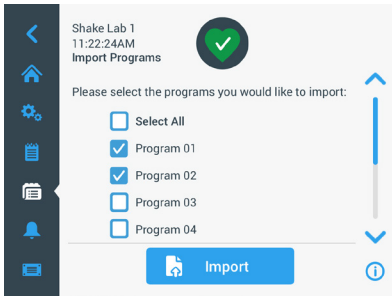 Shake Lab 1
11:22:24AM
Import Programs
Please select the programs you would like to import:
Select All
Program 01
Program 02
Program 03
Program 04
Import